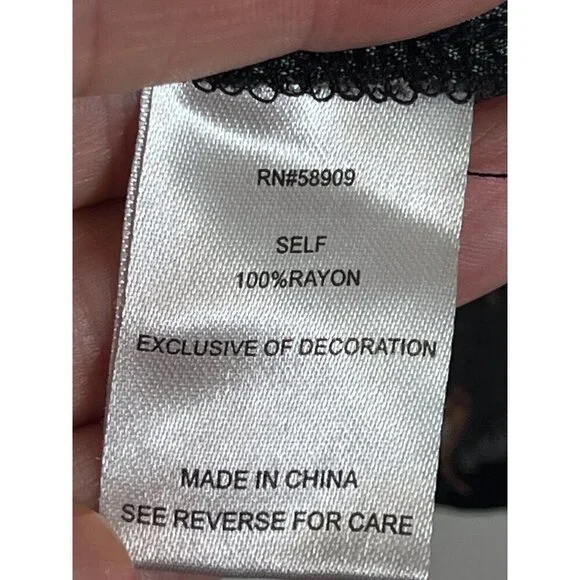 RN#58909
SELF
100%RAYON
EXCLUSIVE OF DECORATION
MADE IN CHINA
SEE REVERSE FOR CARE